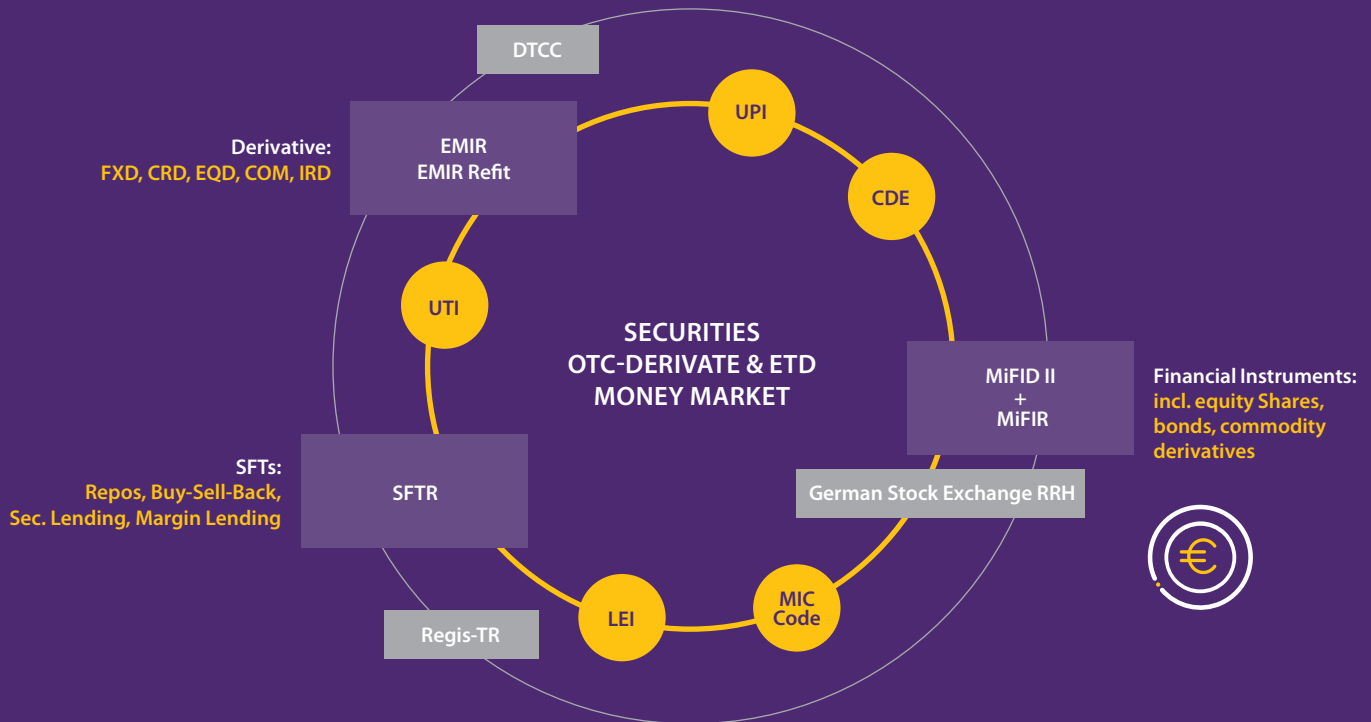 DTCC
UPI
Derivative:
FXD, CRD, EQD, COM, IRD
EMIR
EMIR Refit
CDE
UTI
SECURITIES
OTC-DERIVATE & ETD
MONEY MARKET
MiFID II
+
MiFIR
Financial Instruments:
incl. equity Shares,
bonds, commodity
derivatives
SFTs:
Repos, Buy-Sell-Back,
Sec. Lending, Margin Lending
SFTR
German Stock Exchange RRH
€
MIC
Code
LEI
Regis-TR